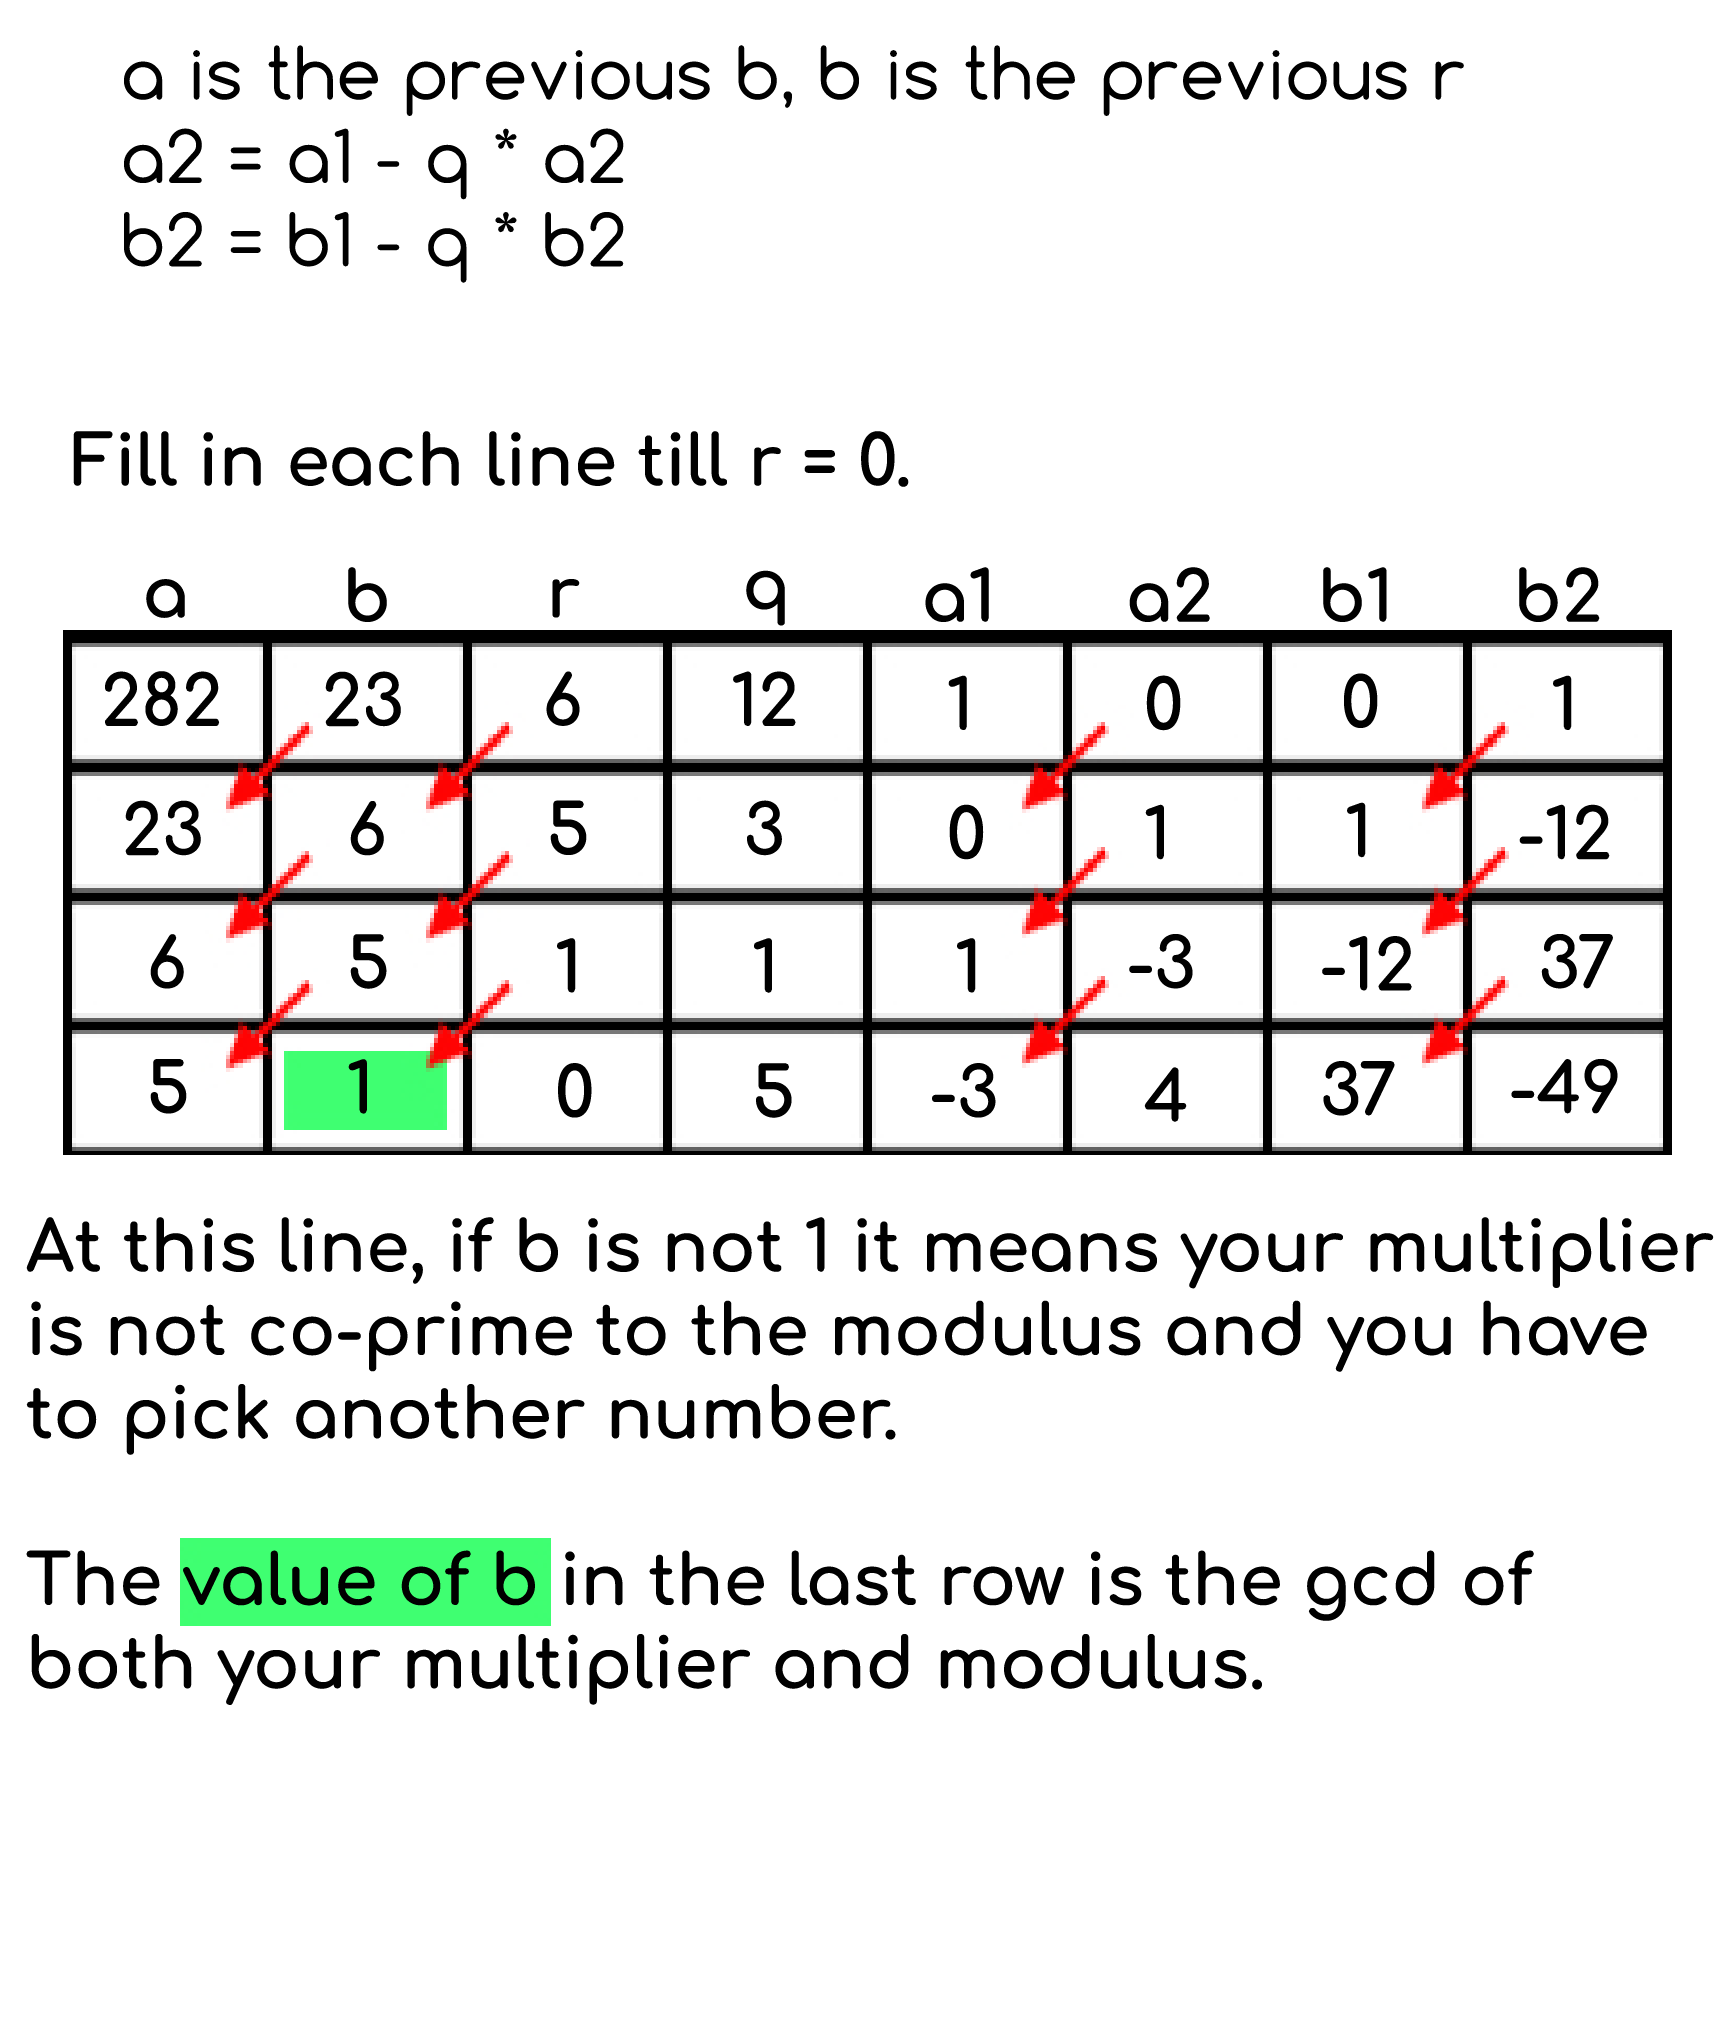 a is the previous b, b is the previous r
a2 = a1 - q * a2
b2 = b1 - q * b2
Fill in each line till r = 0.
a b r q a1 a2 b1 b2
282 23 6 12 1 0 0 1
23 6 5 3 0 1 1 -12
6 5 1 1 1 -3 -12 37
5 1 0 5 -3 4 37 -49
At this line, if b is not 1 it means your multiplier
is not co-prime to the modulus and you have
to pick another number.
The value of b in the last row is the gcd of
both your multiplier and modulus.